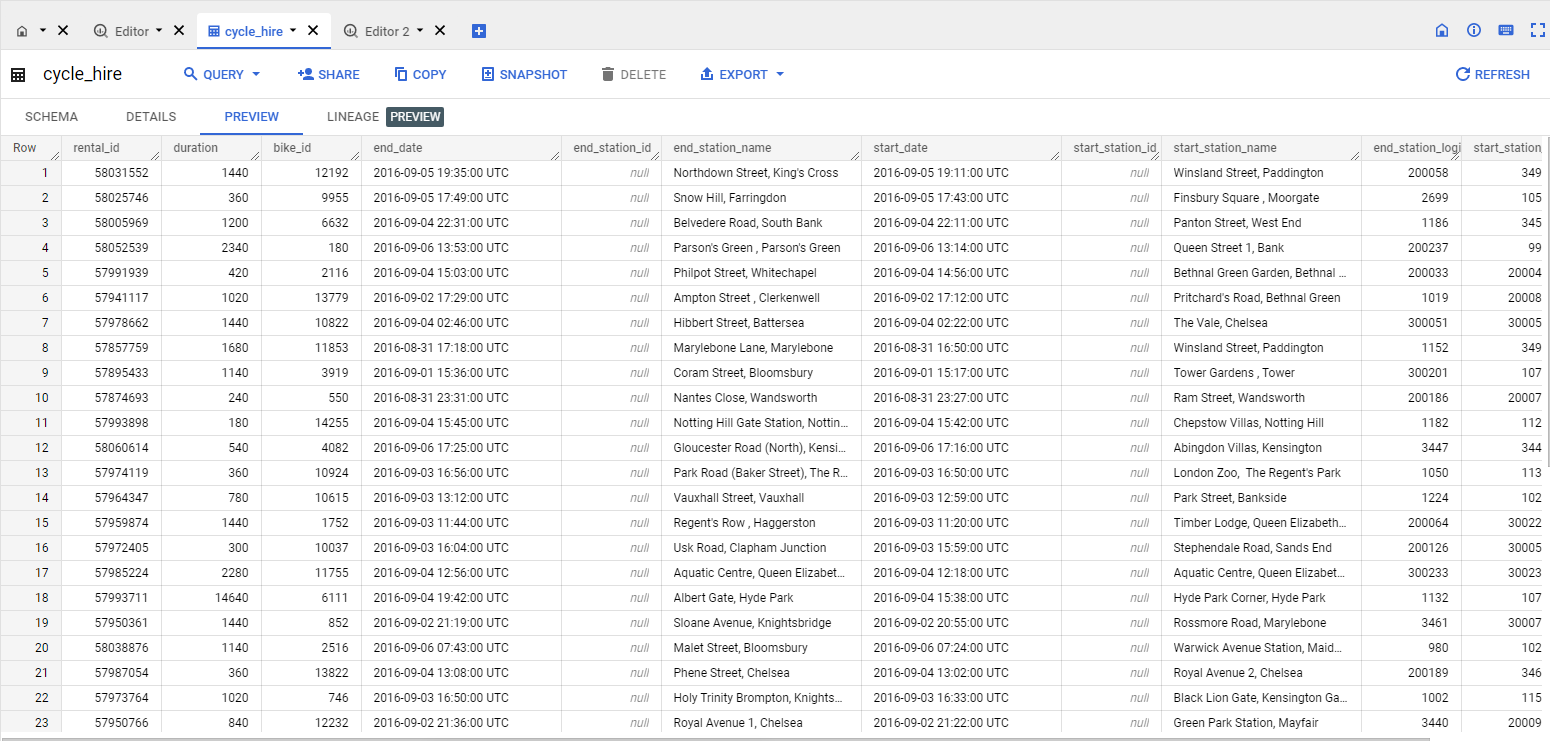 Editor cycle_hire Editor 2
cycle_hire QUERY SHARE COPY SNAPSHOT DELETE EXPORT REFRESH
SCHEMA DETAILS PREVIEW LINEAGE PREVIEW
Row rental_id duration bike_id end_date end_station_id end_station_name start_date start_station_id start_station_name end_station_logi start_station
1 58031552 1440 12192 2016-09-05 19:35:00 UTC null Northdown Street, King's Cross 2016-09-05 19:11:00 UTC null Winsland Street, Paddington 200058 349
2 58025746 360 9955 2016-09-05 17:49:00 UTC null Snow Hill, Farringdon 2016-09-05 17:43:00 UTC null Finsbury Square , Moorgate 2699 105
3 58005969 1200 6632 2016-09-04 22:31:00 UTC null Belvedere Road, South Bank 2016-09-04 22:11:00 UTC null Panton Street, West End 1186 345
4 58052539 2340 180 2016-09-06 13:53:00 UTC null Parson's Green , Parson's Green 2016-09-06 13:14:00 UTC null Queen Street 1, Bank 200237 99
5 57991939 420 2116 2016-09-04 15:03:00 UTC null Philpot Street, Whitechapel 2016-09-04 14:56:00 UTC null Bethnal Green Garden, Bethnal ... 200033 20004
6 57941117 1020 13779 2016-09-02 17:29:00 UTC null Ampton Street , Clerkenwell 2016-09-02 17:12:00 UTC null Pritchard's Road, Bethnal Green 1019 20008
7 57978662 1440 10822 2016-09-04 02:46:00 UTC null Hibbert Street, Battersea 2016-09-04 02:22:00 UTC null The Vale, Chelsea 300051 30005
8 57857759 1680 11853 2016-08-31 17:18:00 UTC null Marylebone Lane, Marylebone 2016-08-31 16:50:00 UTC null Winsland Street, Paddington 1152 349
9 57895433 1140 3919 2016-09-01 15:36:00 UTC null Coram Street, Bloomsbury 2016-09-01 15:17:00 UTC null Tower Gardens , Tower 300201 107
10 57874693 240 550 2016-08-31 23:31:00 UTC null Nantes Close, Wandsworth 2016-08-31 23:27:00 UTC null Ram Street, Wandsworth 200186 20007
11 57993898 180 14255 2016-09-04 15:45:00 UTC null Notting Hill Gate Station, Nottin... 2016-09-04 15:42:00 UTC null Chepstow Villas, Notting Hill 1182 112
12 58060614 540 4082 2016-09-06 17:25:00 UTC null Gloucester Road (North), Kensi... 2016-09-06 17:16:00 UTC null Abingdon Villas, Kensington 3447 344
13 57974119 360 10924 2016-09-03 16:56:00 UTC null Park Road (Baker Street), The R... 2016-09-03 16:50:00 UTC null London Zoo,  The Regent's Park 1050 113
14 57964347 780 10615 2016-09-03 13:12:00 UTC null Vauxhall Street, Vauxhall 2016-09-03 12:59:00 UTC null Park Street, Bankside 1224 102
15 57959874 1440 1752 2016-09-03 11:44:00 UTC null Regent's Row , Haggerston 2016-09-03 11:20:00 UTC null Timber Lodge, Queen Elizabeth... 200064 30022
16 57972405 300 10037 2016-09-03 16:04:00 UTC null Usk Road, Clapham Junction 2016-09-03 15:59:00 UTC null Stephendale Road, Sands End 200126 30005
17 57985224 2280 11755 2016-09-04 12:56:00 UTC null Aquatic Centre, Queen Elizabet... 2016-09-04 12:18:00 UTC null Aquatic Centre, Queen Elizabet... 300233 30023
18 57993711 14640 6111 2016-09-04 19:42:00 UTC null Albert Gate, Hyde Park 2016-09-04 15:38:00 UTC null Hyde Park Corner, Hyde Park 1132 107
19 57950361 1440 852 2016-09-02 21:19:00 UTC null Sloane Avenue, Knightsbridge 2016-09-02 20:55:00 UTC null Rossmore Road, Marylebone 3461 30007
20 58038876 1140 2516 2016-09-06 07:43:00 UTC null Malet Street, Bloomsbury 2016-09-06 07:24:00 UTC null Warwick Avenue Station, Maid... 980 102
21 57987054 360 13822 2016-09-04 13:08:00 UTC null Phene Street, Chelsea 2016-09-04 13:02:00 UTC null Royal Avenue 2, Chelsea 200189 346
22 57973764 1020 746 2016-09-03 16:50:00 UTC null Holy Trinity Brompton, Knights... 2016-09-03 16:33:00 UTC null Black Lion Gate, Kensington Ga... 1002 115
23 57950766 840 12232 2016-09-02 21:36:00 UTC null Royal Avenue 1, Chelsea 2016-09-02 21:22:00 UTC null Green Park Station, Mayfair 3440 20009